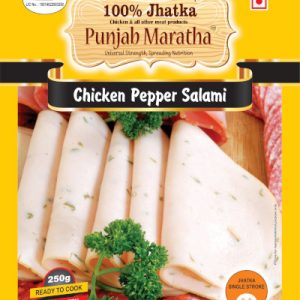 100% Jhatka
Chicken & all other meat products
Punjab Maratha
Universal Strength, Spreading Nutrition
Chicken Pepper Salami
250g
READY TO COOK
JHATKA
SINGLE STROKE